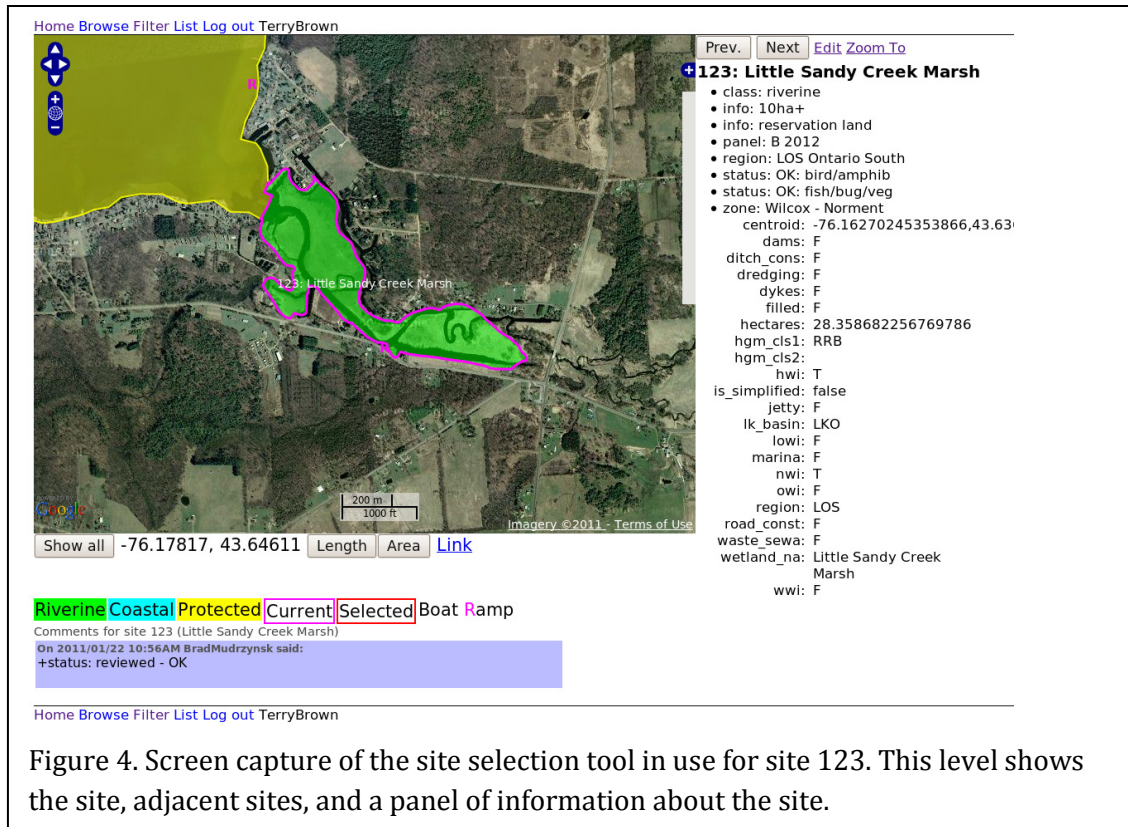 Home Browse Filter List Log out TerryBrown
Prev. Next Edit Zoom To
123: Little Sandy Creek Marsh
• class: riverine
• info: 10ha+
• info: reservation land
• panel: B 2012
• region: LOS Ontario South
• status: OK: bird/amphib
• status: OK: fish/bug/veg
• zone: Wilcox - Norment
centroid: -76.16270245353866,43.63
dams: F
ditch_cons: F
dredging: F
dykes: F
filled: F
hectares: 28.358682256769786
hgm_cls1: RRB
hgm_cls2:
hwi: T
is_simplified: false
jetty: F
lk_basin: LKO
lowi: F
marina: F
nwi: T
owi: F
region: LOS
road_const: F
waste_sewa: F
wetland_na: Little Sandy Creek
Marsh
wwi: F
R
123: Little Sandy Creek Marsh
R
200 m
1000 ft
Google
Imagery ©2011 - Terms of Use
Show all -76.17817, 43.64611 Length Area Link
Riverine Coastal Protected Current Selected Boat Ramp
Comments for site 123 (Little Sandy Creek Marsh)
On 2011/01/22 10:56AM BradMudrzynsk said:
+status: reviewed - OK
Home Browse Filter List Log out TerryBrown
Figure 4. Screen capture of the site selection tool in use for site 123. This level shows
the site, adjacent sites, and a panel of information about the site.